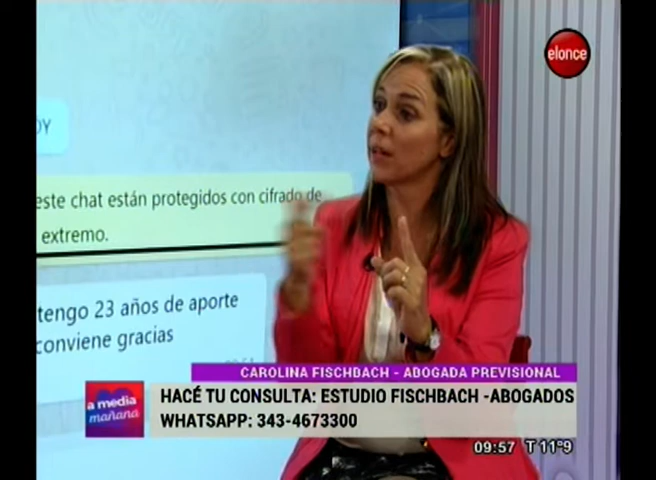 elonce
OY
este chat están protegidos con cifrado de
extremo.
tengo 23 años de aporte
conviene gracias
CAROLINA FISCHBACH - ABOGADA PREVISIONAL
a media
mañana
HACÉ TU CONSULTA: ESTUDIO FISCHBACH -ABOGADOS
WHATSAPP: 343-4673300
09:57 T 11°9